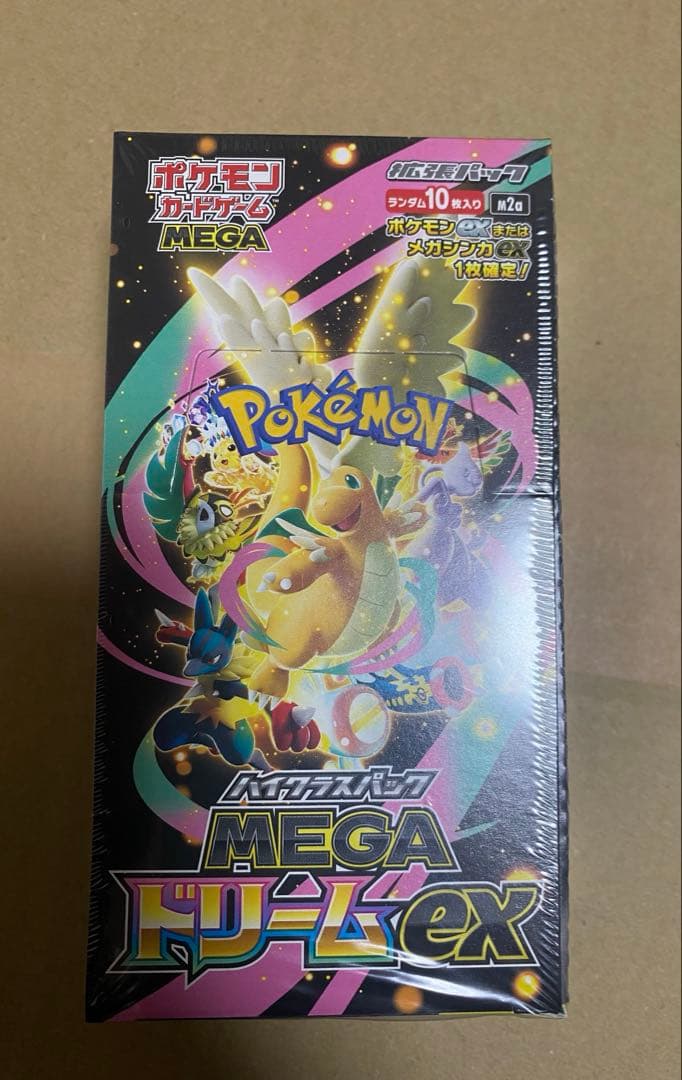 ポケモン
カードゲーム
MEGA
拡張パック
ランダム10枚入り M2a
ポケモンexまたは
メガシンカex
1枚確定!
POKéMON
ハイクラスパック
MEGA
ドリームex